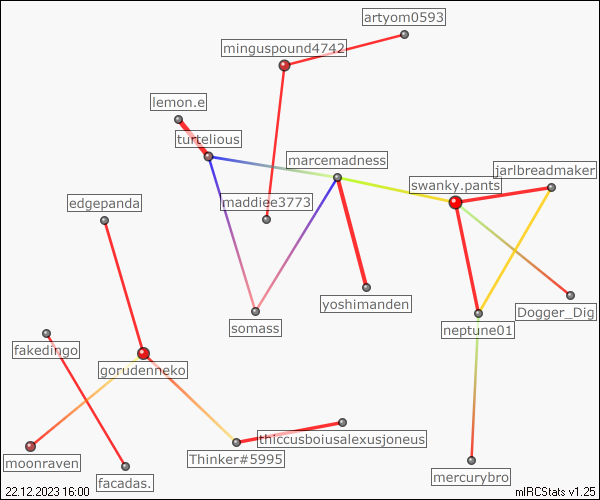 artyom0593
minguspound4742
lemon.e
turtelious
marcemadness
jarlbreadmaker
swanky.pants
edgepanda
maddiee3773
yoshimanden
Dogger_Dig
somass
neptune01
fakedingo
gorudenneko
thiccusboiusalexusjoneus
moonraven
Thinker#5995
facadas.
mercurybro
22.12.2023 16:00
mIRCStats v1.25